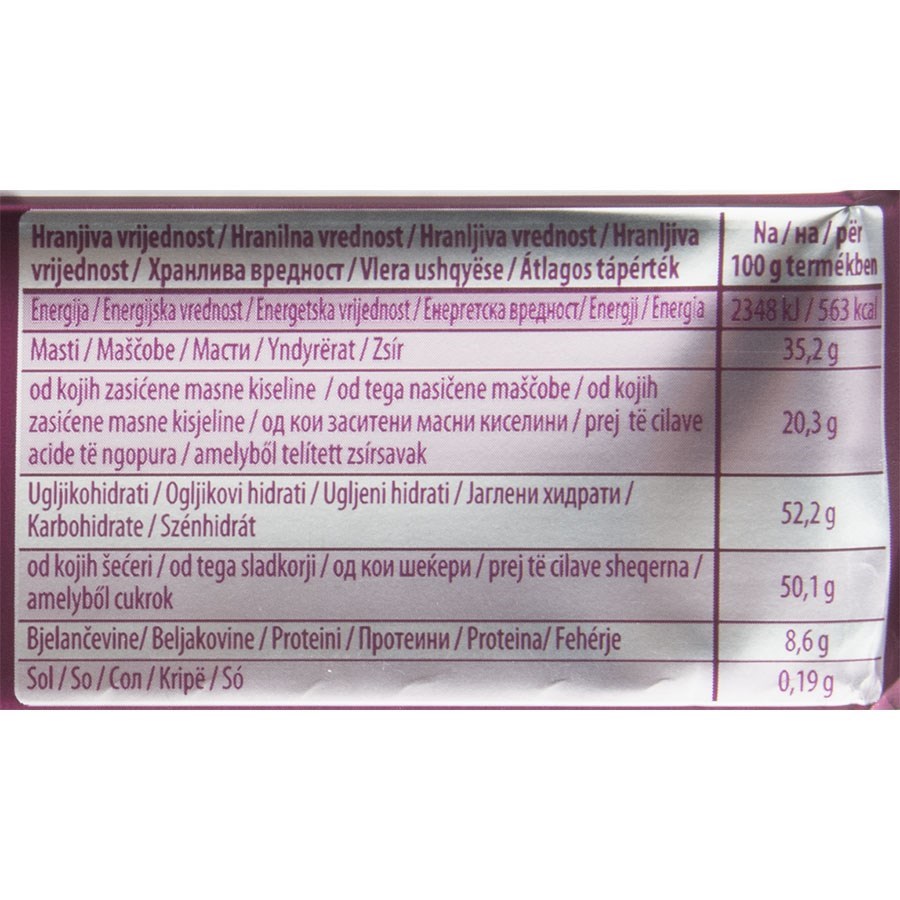 Hranjiva vrijednost / Hranilna vrednost / Hranljiva vrednost / Hranljiva
vrijednost / Хранлива вредност / Vlera ushqyëse / Átlagos tápérték
Na / на / për
100 g termékben
Energija / Energijska vrednost / Energetska vrijednost / Енергетска вредност / Energji / Energia
2348 kJ / 563 kcal
Masti / Maščobe / Масти / Yndyrërat / Zsír
35,2 g
od kojih zasićene masne kiseline / od tega nasičene maščobe / od kojih
zasićene masne kisjeline / од кои заситени масни киселини / prej të cilave
acide të ngopura / amelyből telített zsírsavak
20,3 g
Ugljikohidrati / Ogljikovi hidrati / Ugljeni hidrati / Јаглени хидрати /
Karbohidrate / Szénhidrát
52,2 g
od kojih šećeri / od tega sladkorji / од кои шеќери / prej të cilave sheqerna /
amelyből cukrok
50,1 g
Bjelančevine/ Beljakovine / Proteini / Протеини / Proteina/ Fehérje
8,6 g
Sol / So / Сол / Kripë / Só
0,19 g